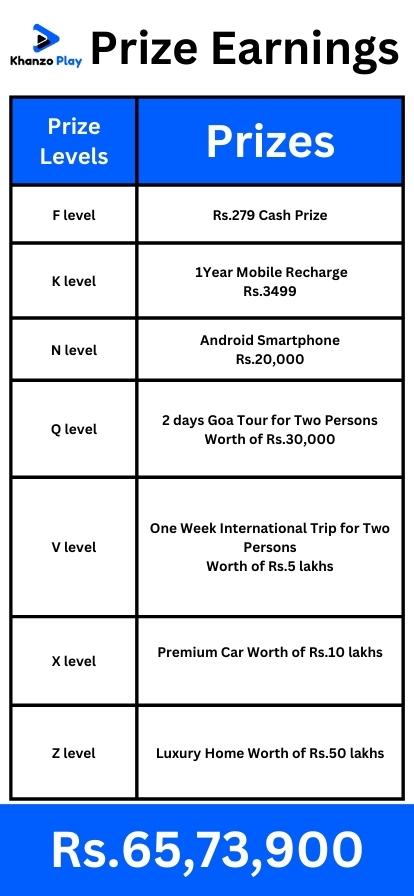 Khanzo Play
Prize Earnings
Prize
Levels
Prizes
F level
Rs.279 Cash Prize
K level
1Year Mobile Recharge
Rs.3499
N level
Android Smartphone
Rs.20,000
Q level
2 days Goa Tour for Two Persons
Worth of Rs.30,000
V level
One Week International Trip for Two
Persons
Worth of Rs.5 lakhs
X level
Premium Car Worth of Rs.10 lakhs
Z level
Luxury Home Worth of Rs.50 lakhs
Rs.65,73,900